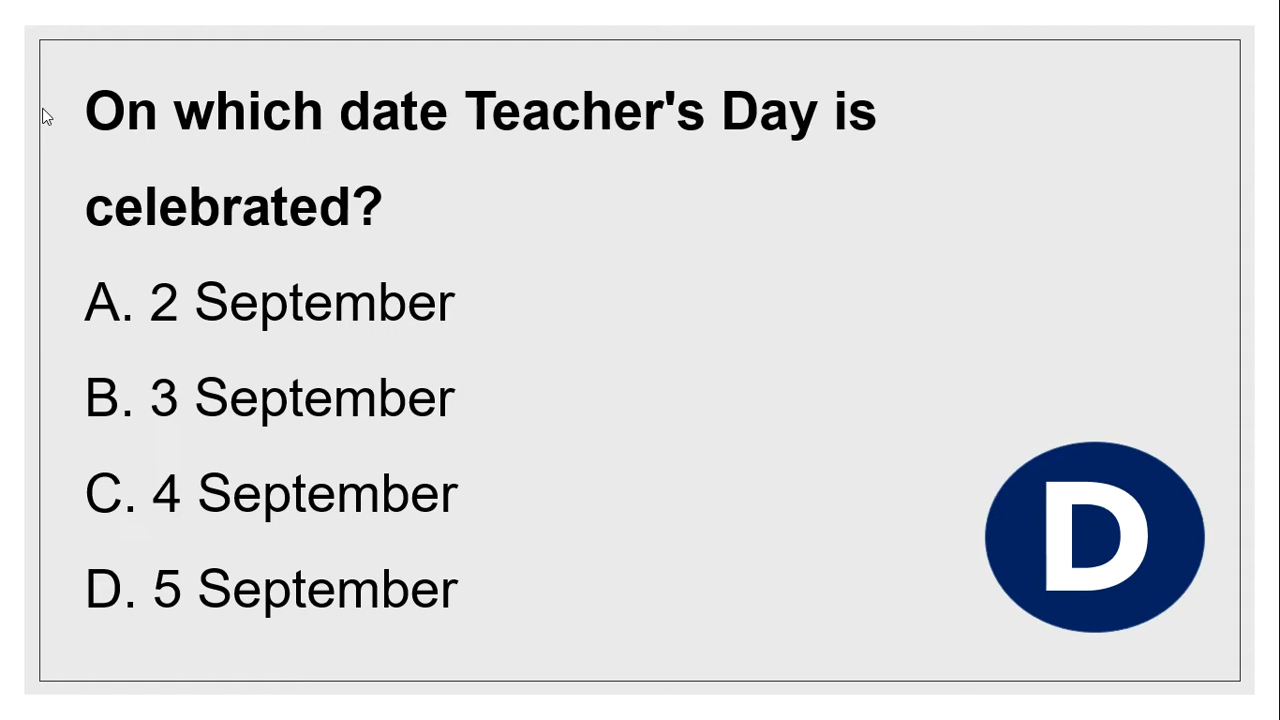 On which date Teacher's Day is
celebrated?
A. 2 September
B. 3 September
C. 4 September
D. 5 September
D